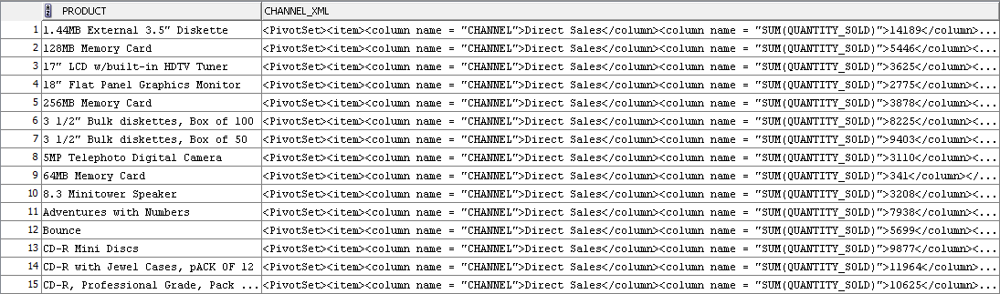 PRODUCT CHANNEL_XML
1 1.44MB External 3.5" Diskette <PivotSet><item><column name = "CHANNEL">Direct Sales</column><column name = "SUM(QUANTITY_SOLD)">14189</column>...
2 128MB Memory Card <PivotSet><item><column name = "CHANNEL">Direct Sales</column><column name = "SUM(QUANTITY_SOLD)">5446</column><...
3 17" LCD w/built-in HDTV Tuner <PivotSet><item><column name = "CHANNEL">Direct Sales</column><column name = "SUM(QUANTITY_SOLD)">3625</column><...
4 18" Flat Panel Graphics Monitor <PivotSet><item><column name = "CHANNEL">Direct Sales</column><column name = "SUM(QUANTITY_SOLD)">2775</column><...
5 256MB Memory Card <PivotSet><item><column name = "CHANNEL">Direct Sales</column><column name = "SUM(QUANTITY_SOLD)">3878</column><...
6 3 1/2" Bulk diskettes, Box of 100 <PivotSet><item><column name = "CHANNEL">Direct Sales</column><column name = "SUM(QUANTITY_SOLD)">8225</column><...
7 3 1/2" Bulk diskettes, Box of 50 <PivotSet><item><column name = "CHANNEL">Direct Sales</column><column name = "SUM(QUANTITY_SOLD)">9403</column><...
8 5MP Telephoto Digital Camera <PivotSet><item><column name = "CHANNEL">Direct Sales</column><column name = "SUM(QUANTITY_SOLD)">3110</column><...
9 64MB Memory Card <PivotSet><item><column name = "CHANNEL">Direct Sales</column><column name = "SUM(QUANTITY_SOLD)">341</column></...
10 8.3 Minitower Speaker <PivotSet><item><column name = "CHANNEL">Direct Sales</column><column name = "SUM(QUANTITY_SOLD)">3208</column><...
11 Adventures with Numbers <PivotSet><item><column name = "CHANNEL">Direct Sales</column><column name = "SUM(QUANTITY_SOLD)">7938</column><...
12 Bounce <PivotSet><item><column name = "CHANNEL">Direct Sales</column><column name = "SUM(QUANTITY_SOLD)">5699</column><...
13 CD-R Mini Discs <PivotSet><item><column name = "CHANNEL">Direct Sales</column><column name = "SUM(QUANTITY_SOLD)">9877</column><...
14 CD-R with Jewel Cases, pACK OF 12 <PivotSet><item><column name = "CHANNEL">Direct Sales</column><column name = "SUM(QUANTITY_SOLD)">11964</column>...
15 CD-R, Professional Grade, Pack ... <PivotSet><item><column name = "CHANNEL">Direct Sales</column><column name = "SUM(QUANTITY_SOLD)">10625</column>...